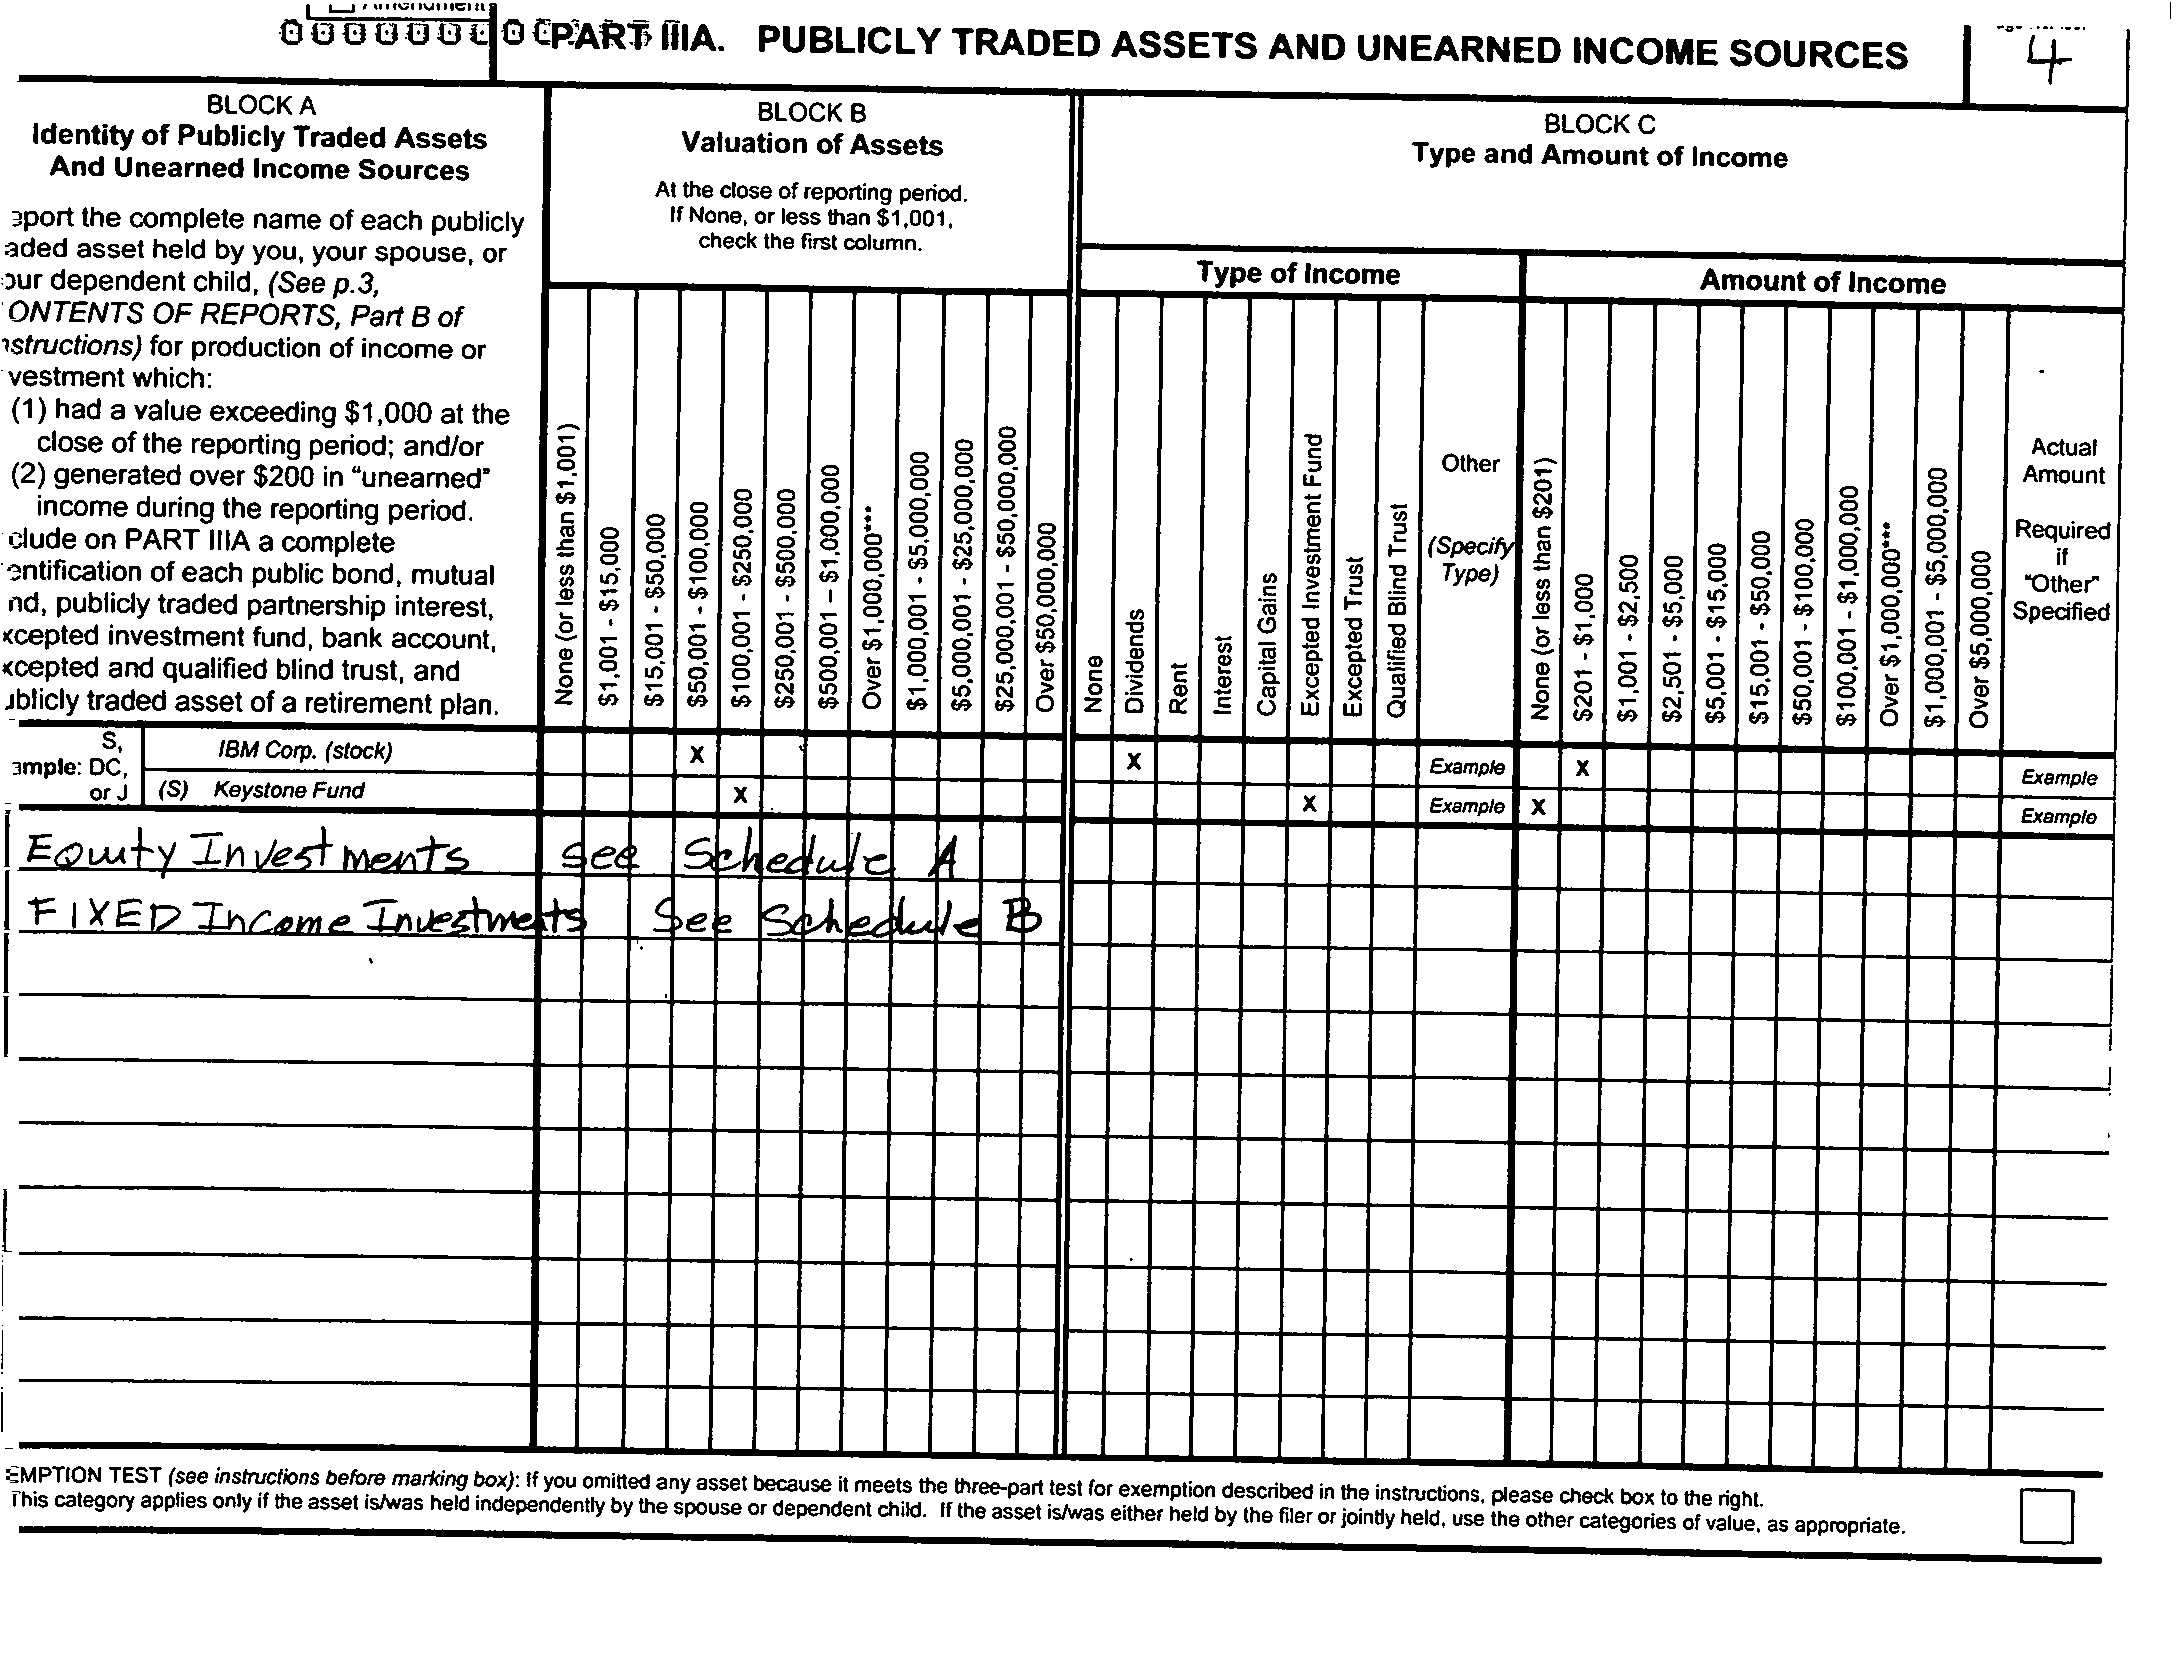 PART IIIA. PUBLICLY TRADED ASSETS AND UNEARNED INCOME SOURCES
4
BLOCK A
Identity of Publicly Traded Assets
And Unearned Income Sources
eport the complete name of each publicly
aded asset held by you, your spouse, or
our dependent child, (See p.3,
ONTENTS OF REPORTS, Part B of
nstructions) for production of income or
vestment which:
(1) had a value exceeding $1,000 at the
close of the reporting period; and/or
(2) generated over $200 in "unearned"
income during the reporting period.
clude on PART IIIA a complete
entification of each public bond, mutual
nd, publicly traded partnership interest,
xcepted investment fund, bank account,
xcepted and qualified blind trust, and
ublicly traded asset of a retirement plan.
BLOCK B
Valuation of Assets
At the close of reporting period.
If None, or less than $1,001,
check the first column.
None (or less than $1,001)
$1,001 - $15,000
$15,001 - $50,000
$50,001 - $100,000
$100,001 - $250,000
$250,001 - $500,000
$500,001 – $1,000,000
Over $1,000,000***
$1,000,001 - $5,000,000
$5,000,001 - $25,000,000
$25,000,001 - $50,000,000
Over $50,000,000
BLOCK C
Type and Amount of Income
Type of Income
None
Dividends
Rent
Interest
Capital Gains
Excepted Investment Fund
Excepted Trust
Qualified Blind Trust
Other
(Specify
Type)
Amount of Income
None (or less than $201)
$201 - $1,000
$1,001 - $2,500
$2,501 - $5,000
$5,001 - $15,000
$15,001 - $50,000
$50,001 - $100,000
$100,001 - $1,000,000
Over $1,000,000***
$1,000,001 - $5,000,000
Over $5,000,000
Actual
Amount
Required
if
"Other"
Specified
S,
ample: DC,
or J
IBM Corp. (stock) X X Example X Example
(S) Keystone Fund X X Example X Example
Equity Investments see Schedule A
FIXED Income Investments See Schedule B
EMPTION TEST (see instructions before marking box): If you omitted any asset because it meets the three-part test for exemption described in the instructions, please check box to the right.
This category applies only if the asset is/was held independently by the spouse or dependent child. If the asset is/was either held by the filer or jointly held, use the other categories of value, as appropriate.